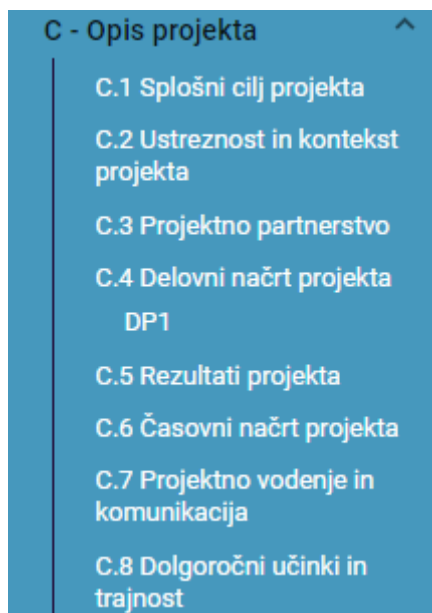 C - Opis projekta
C.1 Splošni cilj projekta
C.2 Ustreznost in kontekst
projekta
C.3 Projektno partnerstvo
C.4 Delovni načrt projekta
DP1
C.5 Rezultati projekta
C.6 Časovni načrt projekta
C.7 Projektno vodenje in
komunikacija
C.8 Dolgoročni učinki in
trajnost